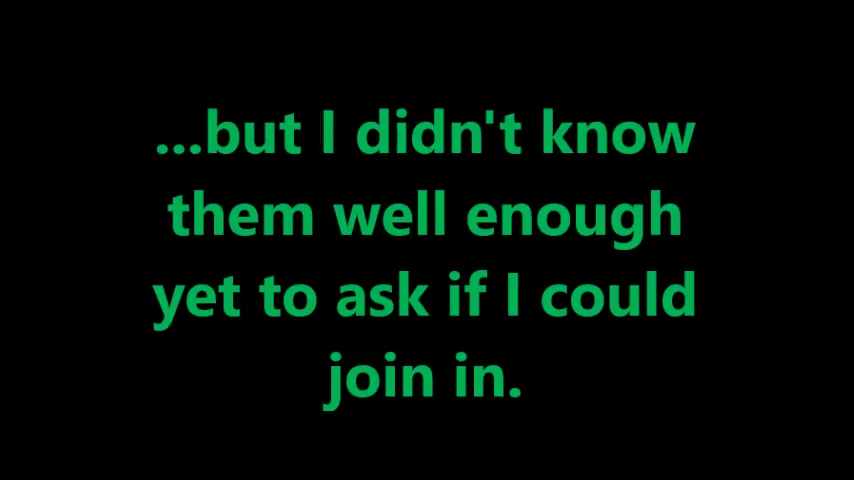 ...but I didn't know
them well enough
yet to ask if I could
join in.